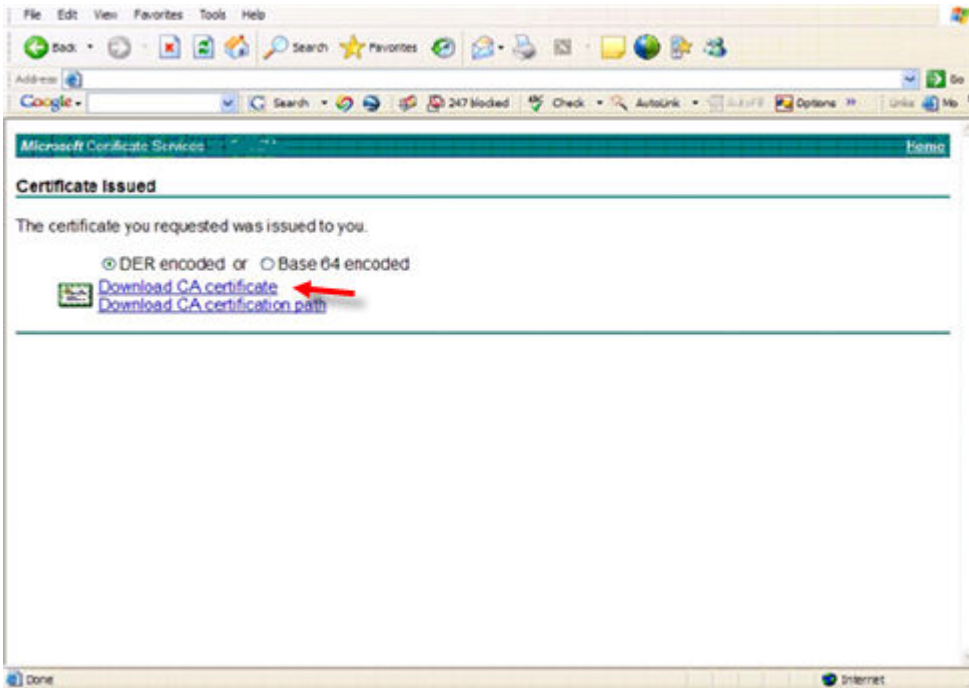 File Edit View Favorites Tools Help
Back Search Favorites
Address Go
Google Search 247 blocked Check AutoLink AutoFill Options Links
Microsoft Certificate Services Home
Certificate Issued
The certificate you requested was issued to you.
DER encoded or Base 64 encoded
Download CA certificate
Download CA certification path
Done Internet